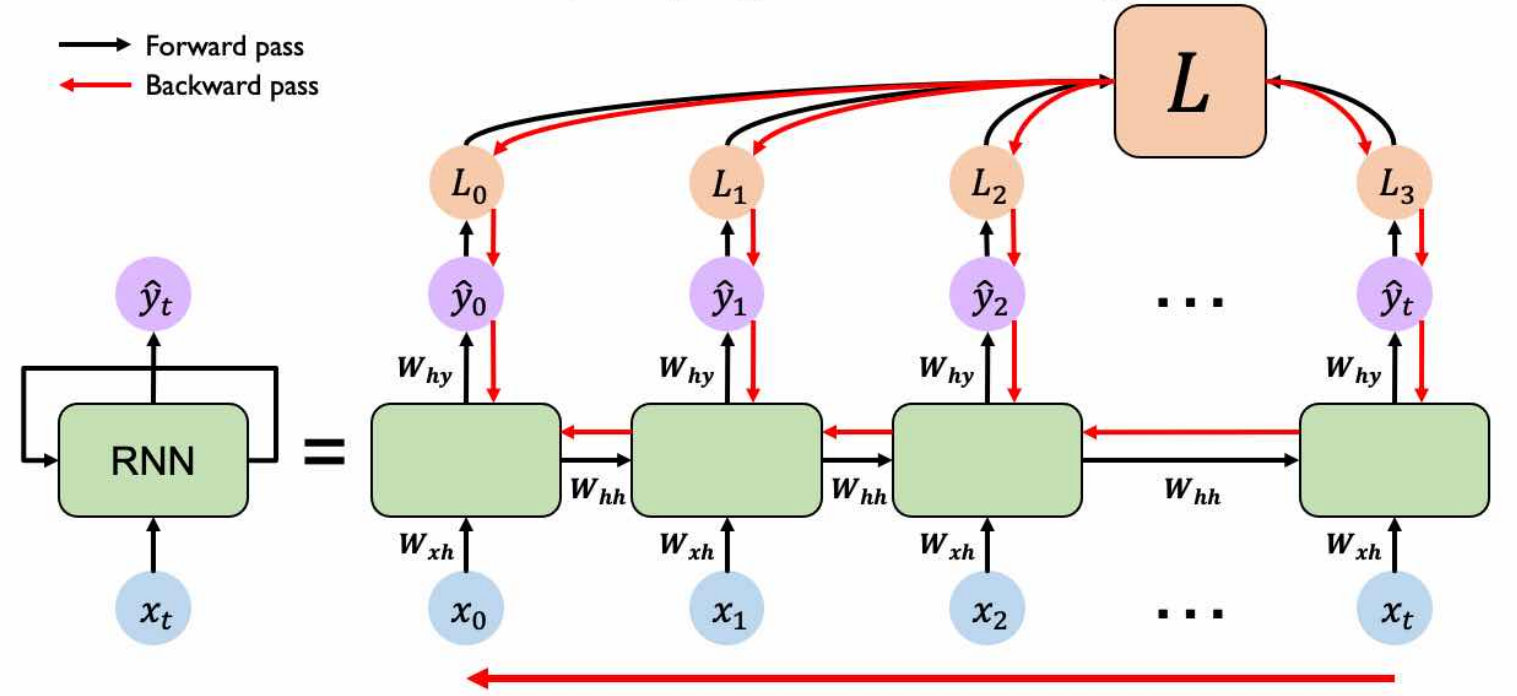 Forward pass
Backward pass
L
L₀ L₁ L₂ L₃
ŷₜ ŷ₀ ŷ₁ ŷ₂ ... ŷₜ
W_hy W_hy W_hy W_hy
RNN =
W_hh W_hh W_hh
W_xh W_xh W_xh W_xh
xₜ x₀ x₁ x₂ ... xₜ